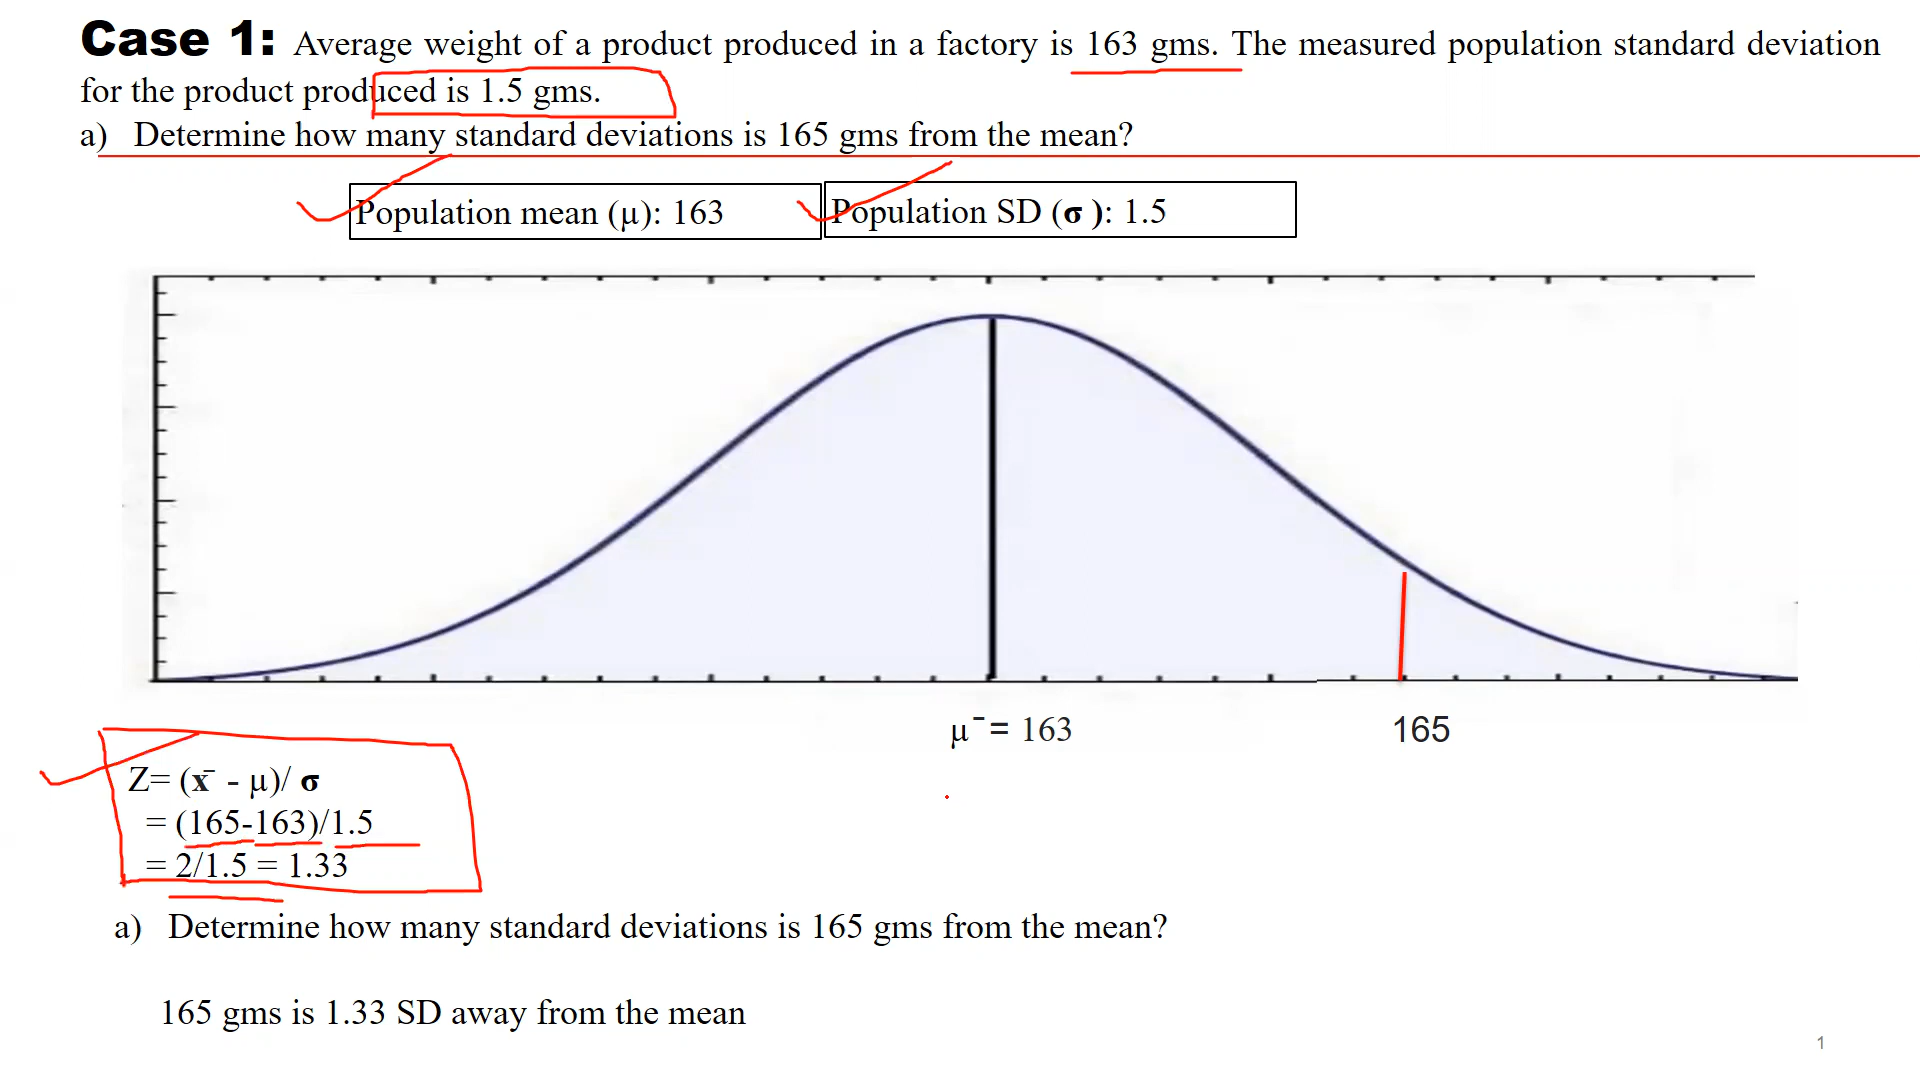 Case 1: Average weight of a product produced in a factory is 163 gms. The measured population standard deviation
for the product produced is 1.5 gms.
a) Determine how many standard deviations is 165 gms from the mean?
Population mean (µ): 163
Population SD (σ ): 1.5
µ¯= 163
165
Z= (x̄ - µ)/ σ
= (165-163)/1.5
= 2/1.5 = 1.33
a) Determine how many standard deviations is 165 gms from the mean?
165 gms is 1.33 SD away from the mean
1